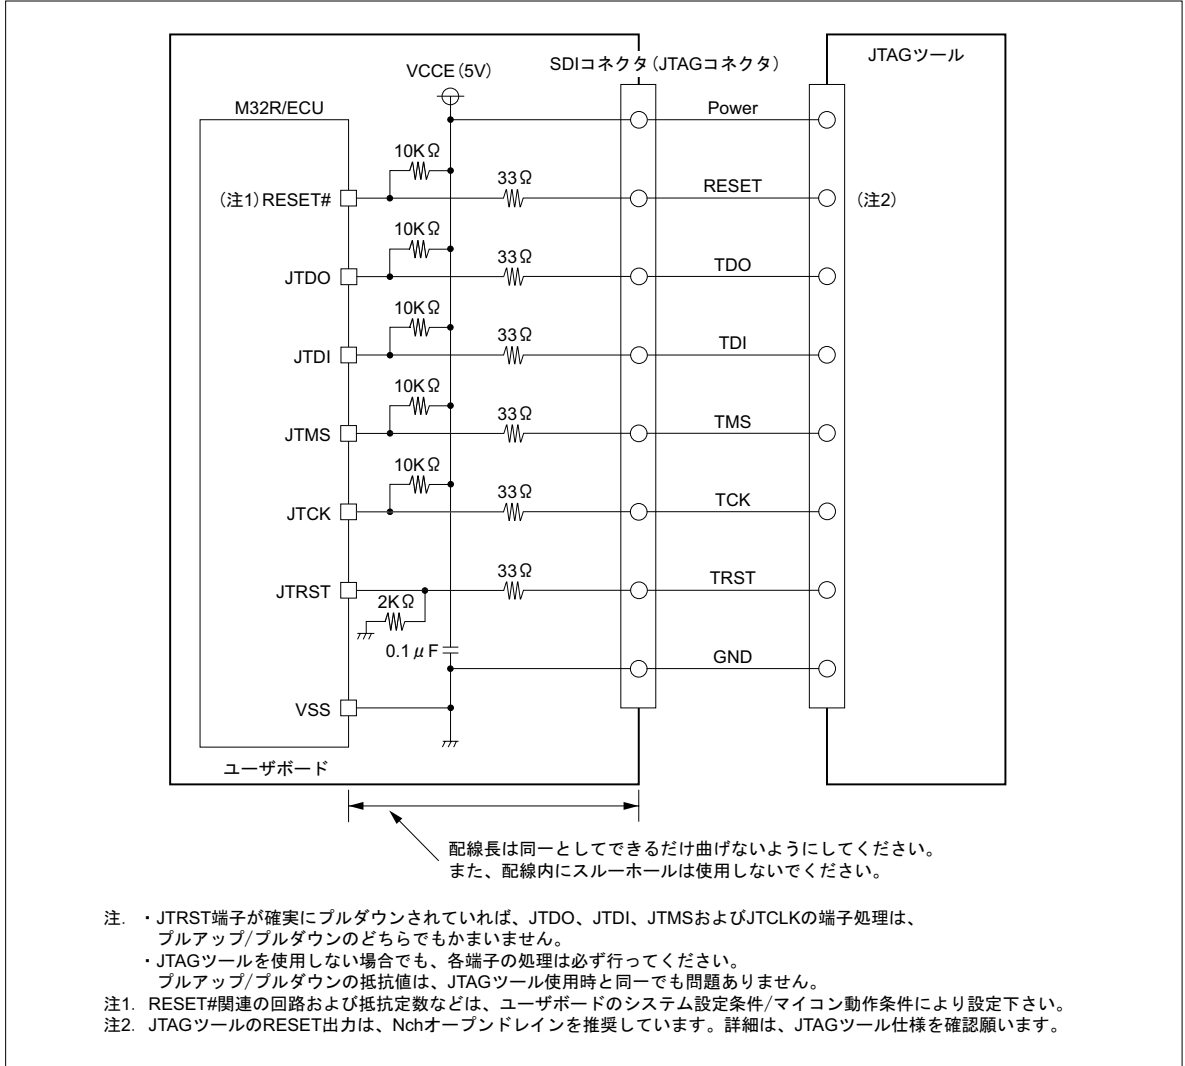 SDIコネクタ(JTAGコネクタ)
JTAGツール
VCCE(5V)
M32R/ECU
Power
10KΩ
33Ω
RESET
(注1)RESET#
(注2)
10KΩ
33Ω
TDO
JTDO
10KΩ
33Ω
TDI
JTDI
10KΩ
33Ω
TMS
JTMS
10KΩ
33Ω
TCK
JTCK
33Ω
TRST
JTRST
2KΩ
0.1μF
GND
VSS
ユーザボード
配線長は同一としてできるだけ曲げないようにしてください。
また、配線内にスルーホールは使用しないでください。
注. ・JTRST端子が確実にプルダウンされていれば、JTDO、JTDI、JTMSおよびJTCLKの端子処理は、
プルアップ/プルダウンのどちらでもかまいません。
・JTAGツールを使用しない場合でも、各端子の処理は必ず行ってください。
プルアップ/プルダウンの抵抗値は、JTAGツール使用時と同一でも問題ありません。
注1. RESET#関連の回路および抵抗定数などは、ユーザボードのシステム設定条件/マイコン動作条件により設定下さい。
注2. JTAGツールのRESET出力は、Nchオープンドレインを推奨しています。詳細は、JTAGツール仕様を確認願います。